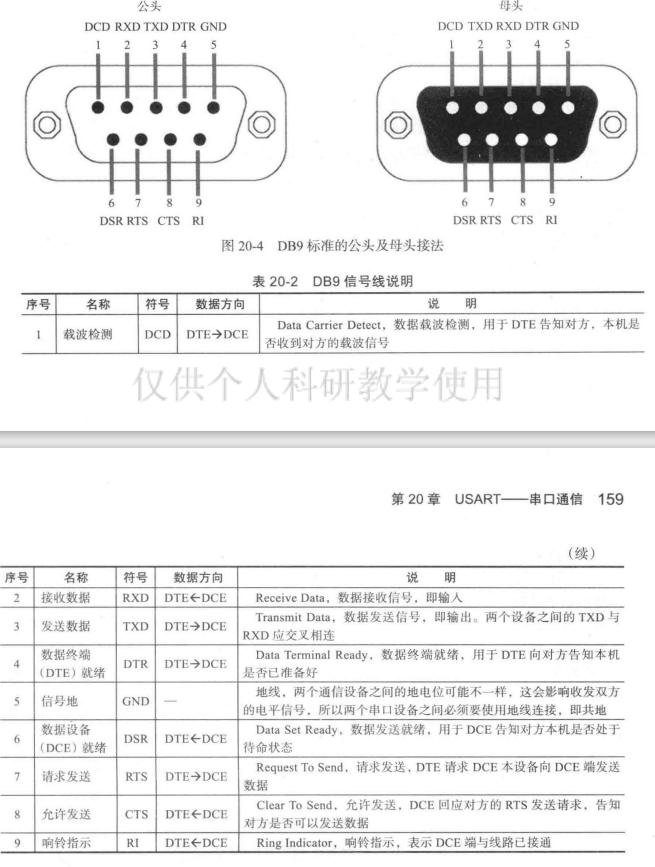 公头
母头
DCD RXD TXD DTR GND
DCD TXD RXD DTR GND
1 2 3 4 5
1 2 3 4 5
6 7 8 9
6 7 8 9
DSR RTS CTS RI
DSR RTS CTS RI
图 20-4 DB9 标准的公头及母头接法
表 20-2 DB9 信号线说明
序号 名称 符号 数据方向 说 明
1 载波检测 DCD DTE→DCE Data Carrier Detect，数据载波检测，用于 DTE 告知对方，本机是
否收到对方的载波信号
仅供个人科研教学使用
第 20 章 USART——串口通信 159
（续）
序号 名称 符号 数据方向 说 明
2 接收数据 RXD DTE←DCE Receive Data，数据接收信号，即输入
3 发送数据 TXD DTE→DCE Transmit Data，数据发送信号，即输出。两个设备之间的 TXD 与
RXD 应交叉相连
4 数据终端
（DTE）就绪 DTR DTE→DCE Data Terminal Ready，数据终端就绪，用于 DTE 向对方告知本机
是否已准备好
5 信号地 GND — 地线，两个通信设备之间的地电位可能不一样，这会影响收发双方
的电平信号，所以两个串口设备之间必须要使用地线连接，即共地
6 数据设备
（DCE）就绪 DSR DTE←DCE Data Set Ready，数据发送就绪，用于 DCE 告知对方本机是否处于
待命状态
7 请求发送 RTS DTE→DCE Request To Send，请求发送，DTE 请求 DCE 本设备向 DCE 端发送
数据
8 允许发送 CTS DTE←DCE Clear To Send，允许发送，DCE 回应对方的 RTS 发送请求，告知
对方是否可以发送数据
9 响铃指示 RI DTE←DCE Ring Indicator，响铃指示，表示 DCE 端与线路已接通